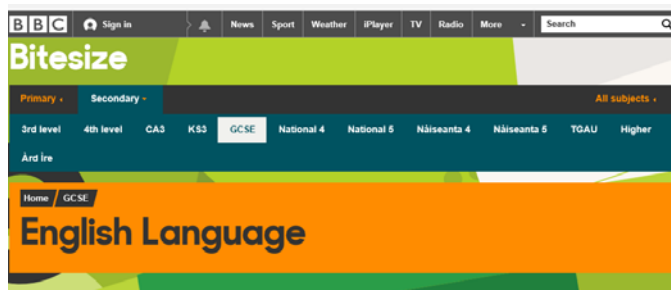 BBC Sign in News Sport Weather iPlayer TV Radio More Search
Bitesize
Primary Secondary All subjects
3rd level 4th level CA3 KS3 GCSE National 4 National 5 Nàiseanta 4 Nàiseanta 5 TGAU Higher
Àrd Ìre
Home / GCSE
English Language